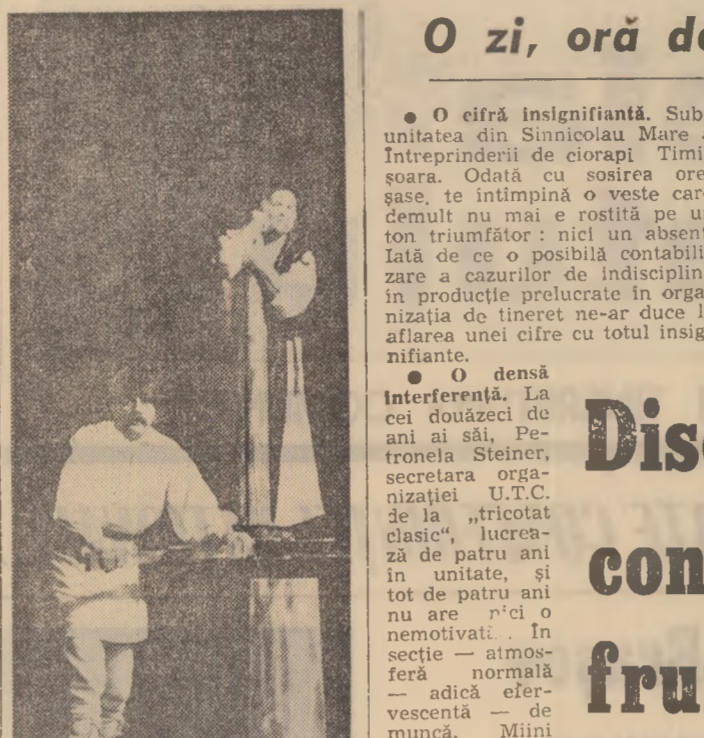 O zi, oră d
● O cifră insignifiantă. Sub-
unitatea din Sinnicolau Mare
Întreprinderii de ciorapi Timi-
șoara. Odată cu sosirea ore
șase, te întîmpină o veste car
demult nu mai e rostită pe u
ton triumfător : nici un absen
Iată de ce o posibilă contabili-
zare a cazurilor de indisciplin
în producție prelucrate în orga-
nizația de tineret ne-ar duce l
aflarea unei cifre cu totul insig-
nifiante.
● O densă
interferență. La
cei douăzeci de
ani ai săi, Pe-
tronela Steiner,
secretara orga-
nizației U.T.C.
de la „tricotat
clasic“, lucrea-
ză de patru ani
în unitate, și
tot de patru ani
nu are nici o
nemotivat. În
secție — atmos-
feră normală
— adică efer-
vescentă — de
muncă. Miini
Dis
con
fru